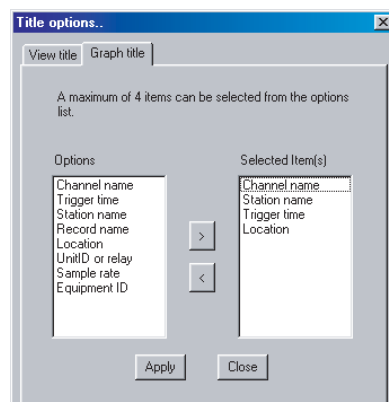 Title options..
View title Graph title
A maximum of 4 items can be selected from the options
list.
Options
Channel name
Trigger time
Station name
Record name
Location
UnitID or relay
Sample rate
Equipment ID
>
<
Selected Item(s)
Channel name
Station name
Trigger time
Location
Apply Close